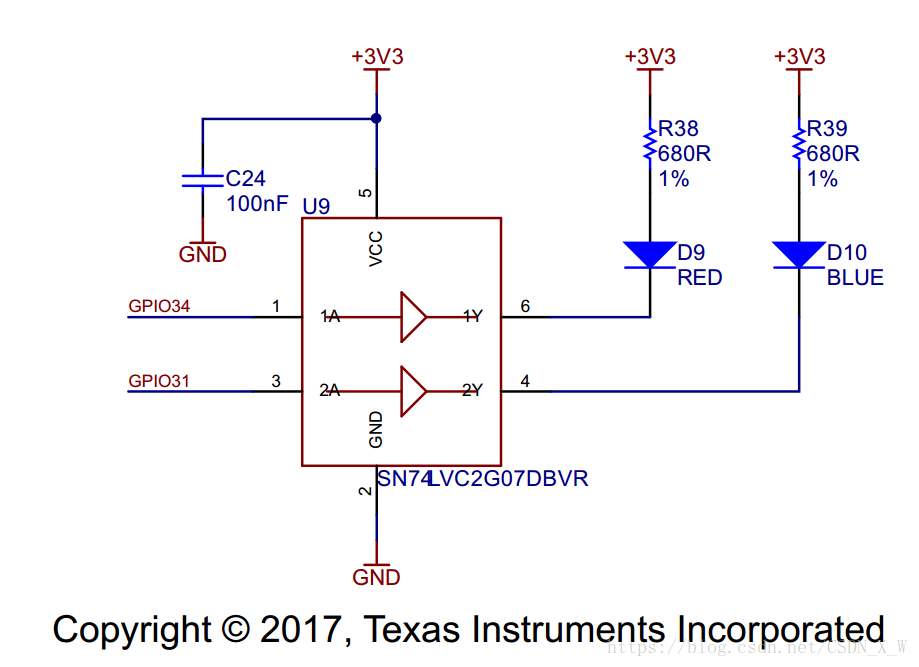 +3V3
+3V3
+3V3
R38
680R
1%
R39
680R
1%
C24
100nF
U9
5
VCC
GND
D9
RED
D10
BLUE
GPIO34
1
1A
1Y
6
GPIO31
3
2A
2Y
4
GND
SN74LVC2G07DBVR
2
GND
Copyright © 2017, Texas Instruments Incorporated
https://blog.csdn.net/CSDN_X_W